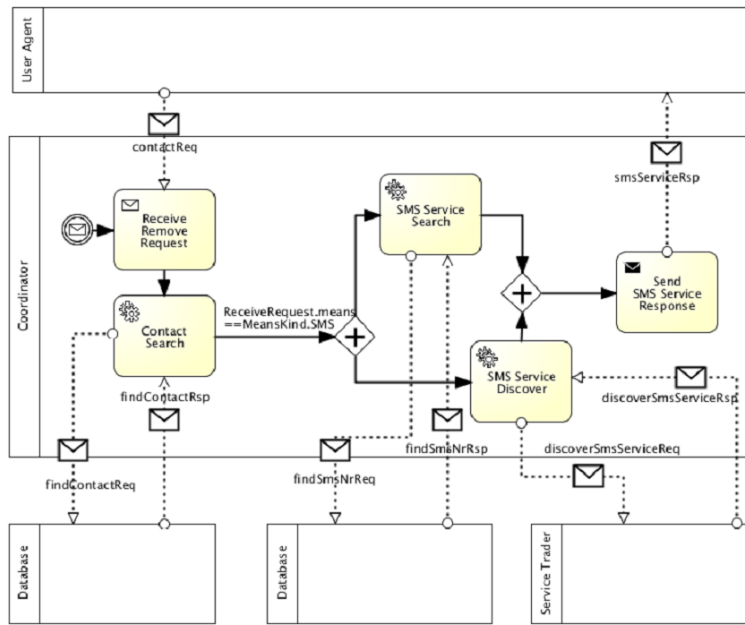 User Agent
contactReq
smsServiceRsp
Coordinator
Receive
Remove
Request
SMS Service
Search
Send
SMS Service
Response
Contact
Search
ReceiveRequest.means
==MeansKind.SMS
SMS Service
Discover
findContactRsp
discoverSmsServiceRsp
findSmsNrRsp
discoverSmsServiceReq
findContactReq
findSmsNrReq
Database
Database
Service Trader